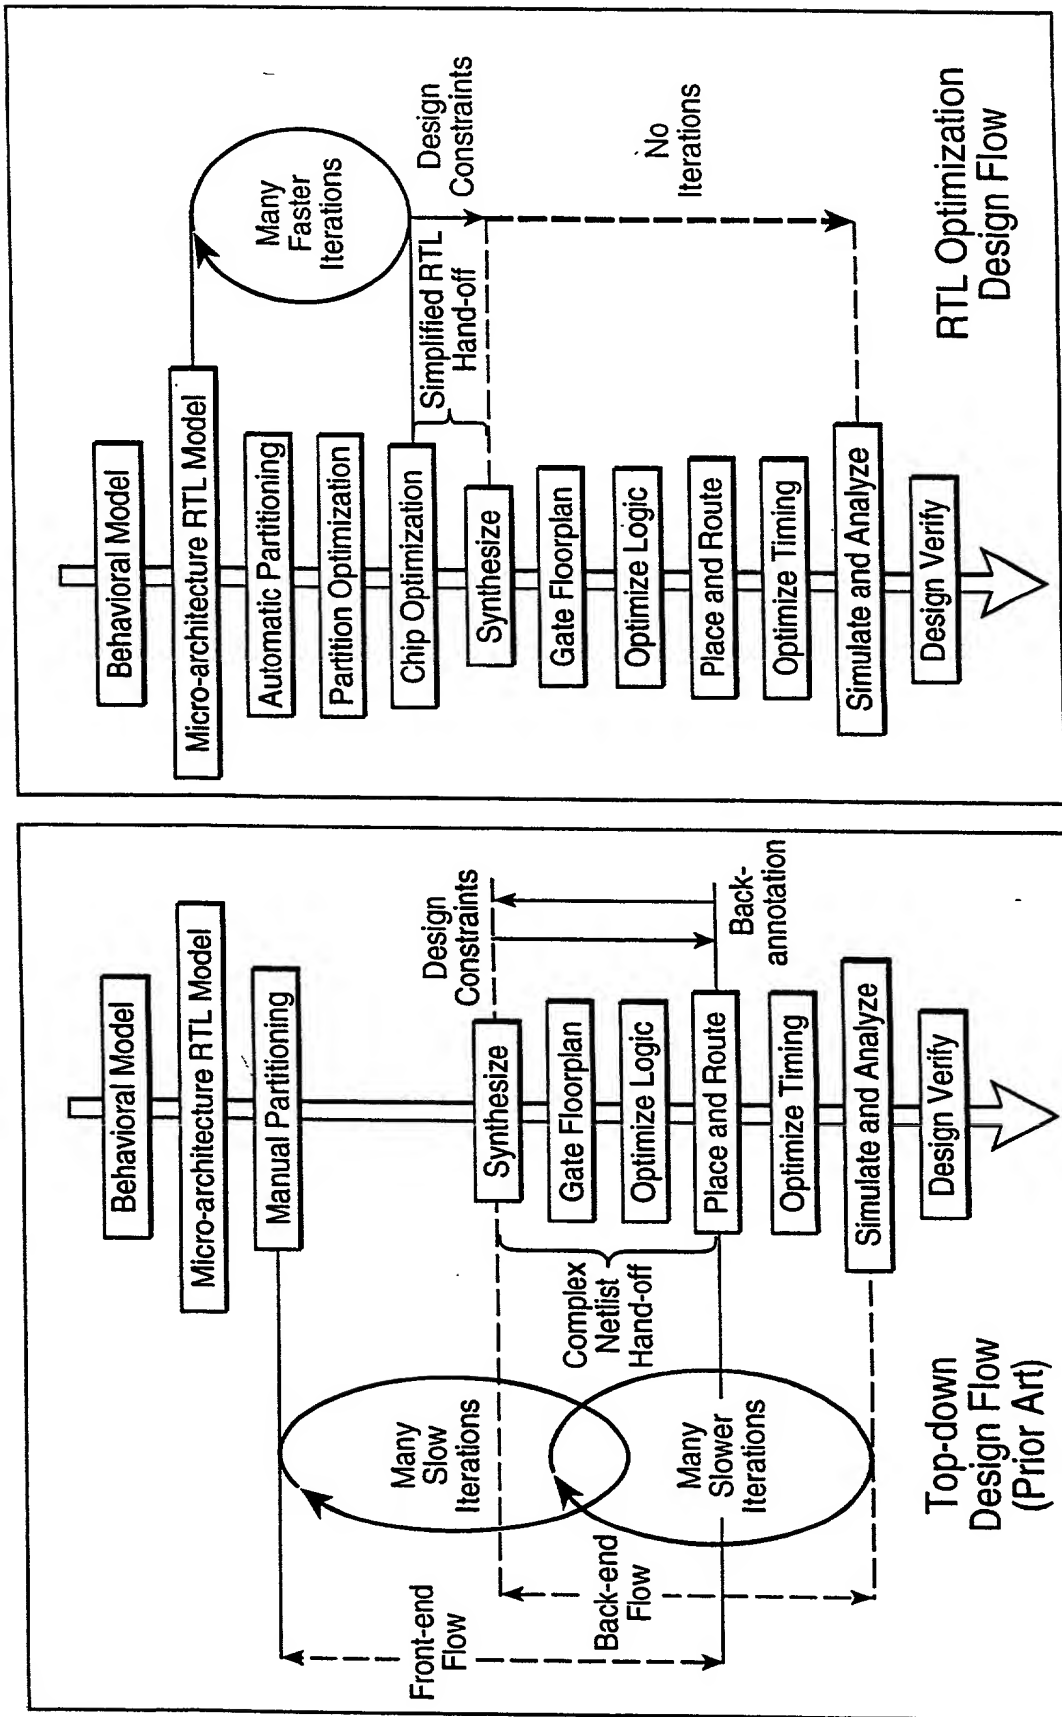 Behavioral Model
Micro-architecture RTL Model
Manual Partitioning
Synthesize
Gate Floorplan
Optimize Logic
Place and Route
Optimize Timing
Simulate and Analyze
Design Verify
Design
Constraints
Back-
annotation
Complex
Netlist
Hand-off
Many
Slow
Iterations
Many
Slower
Iterations
Front-end
Flow
Back-end
Flow
Top-down
Design Flow
(Prior Art)
Behavioral Model
Micro-architecture RTL Model
Automatic Partitioning
Partition Optimization
Chip Optimization
Synthesize
Gate Floorplan
Optimize Logic
Place and Route
Optimize Timing
Simulate and Analyze
Design Verify
Many
Faster
Iterations
Simplified RTL
Hand-off
Design
Constraints
No
Iterations
RTL Optimization
Design Flow